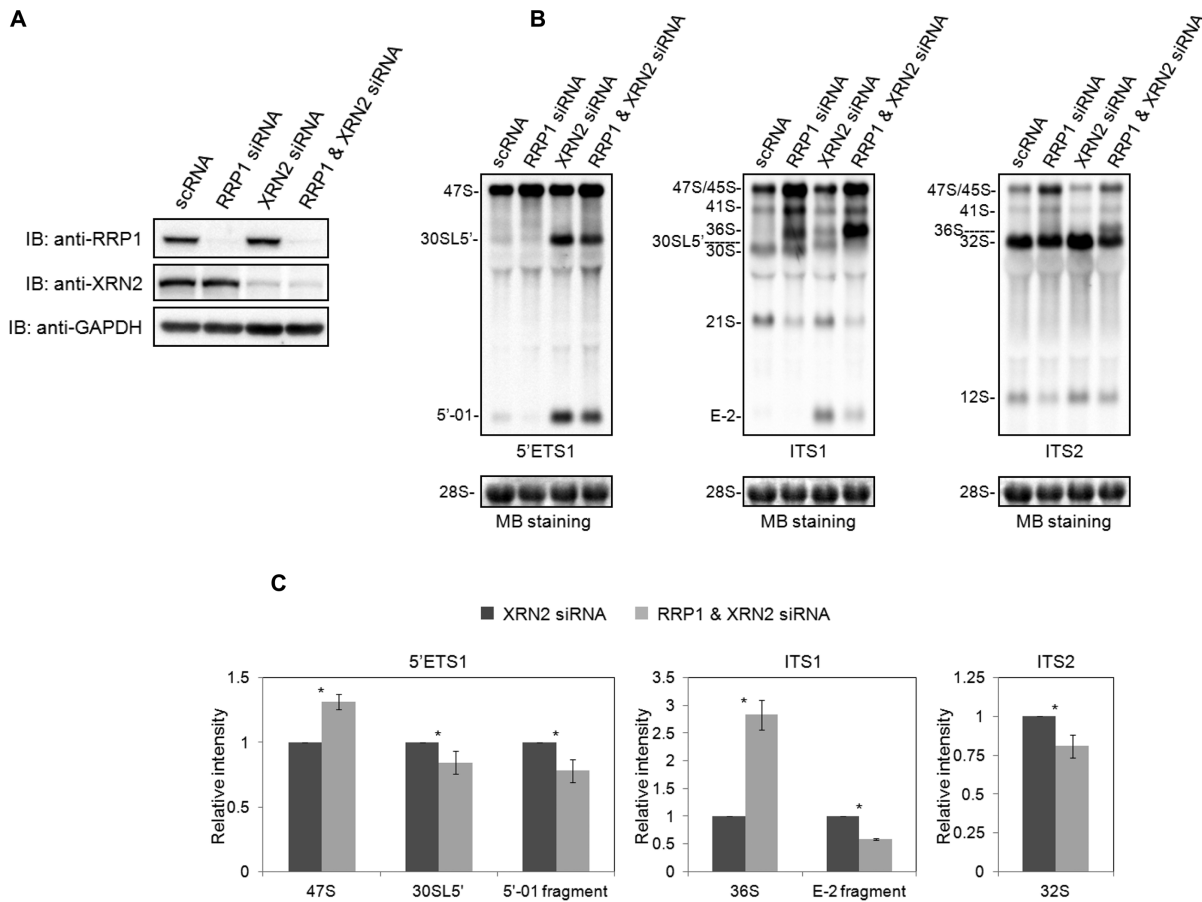 A
scRNA
RRP1 siRNA
XRN2 siRNA
RRP1 & XRN2 siRNA
IB: anti-RRP1
IB: anti-XRN2
IB: anti-GAPDH
B
scRNA
RRP1 siRNA
XRN2 siRNA
RRP1 & XRN2 siRNA
47S-
30SL5'-
5'-01-
5'ETS1
28S-
MB staining
scRNA
RRP1 siRNA
XRN2 siRNA
RRP1 & XRN2 siRNA
47S/45S-
41S-
36S-
30SL5'-----
30S-
21S-
E-2-
ITS1
28S-
MB staining
scRNA
RRP1 siRNA
XRN2 siRNA
RRP1 & XRN2 siRNA
47S/45S-
41S-
36S-----
32S-
12S-
ITS2
28S-
MB staining
C
XRN2 siRNA
RRP1 & XRN2 siRNA
5'ETS1
Relative intensity
1.5
1
0.5
0
*
*
*
47S
30SL5'
5'-01 fragment
ITS1
Relative intensity
3.5
3
2.5
2
1.5
1
0.5
0
*
*
36S
E-2 fragment
ITS2
Relative intensity
1.25
1
0.75
0.5
0.25
0
*
32S